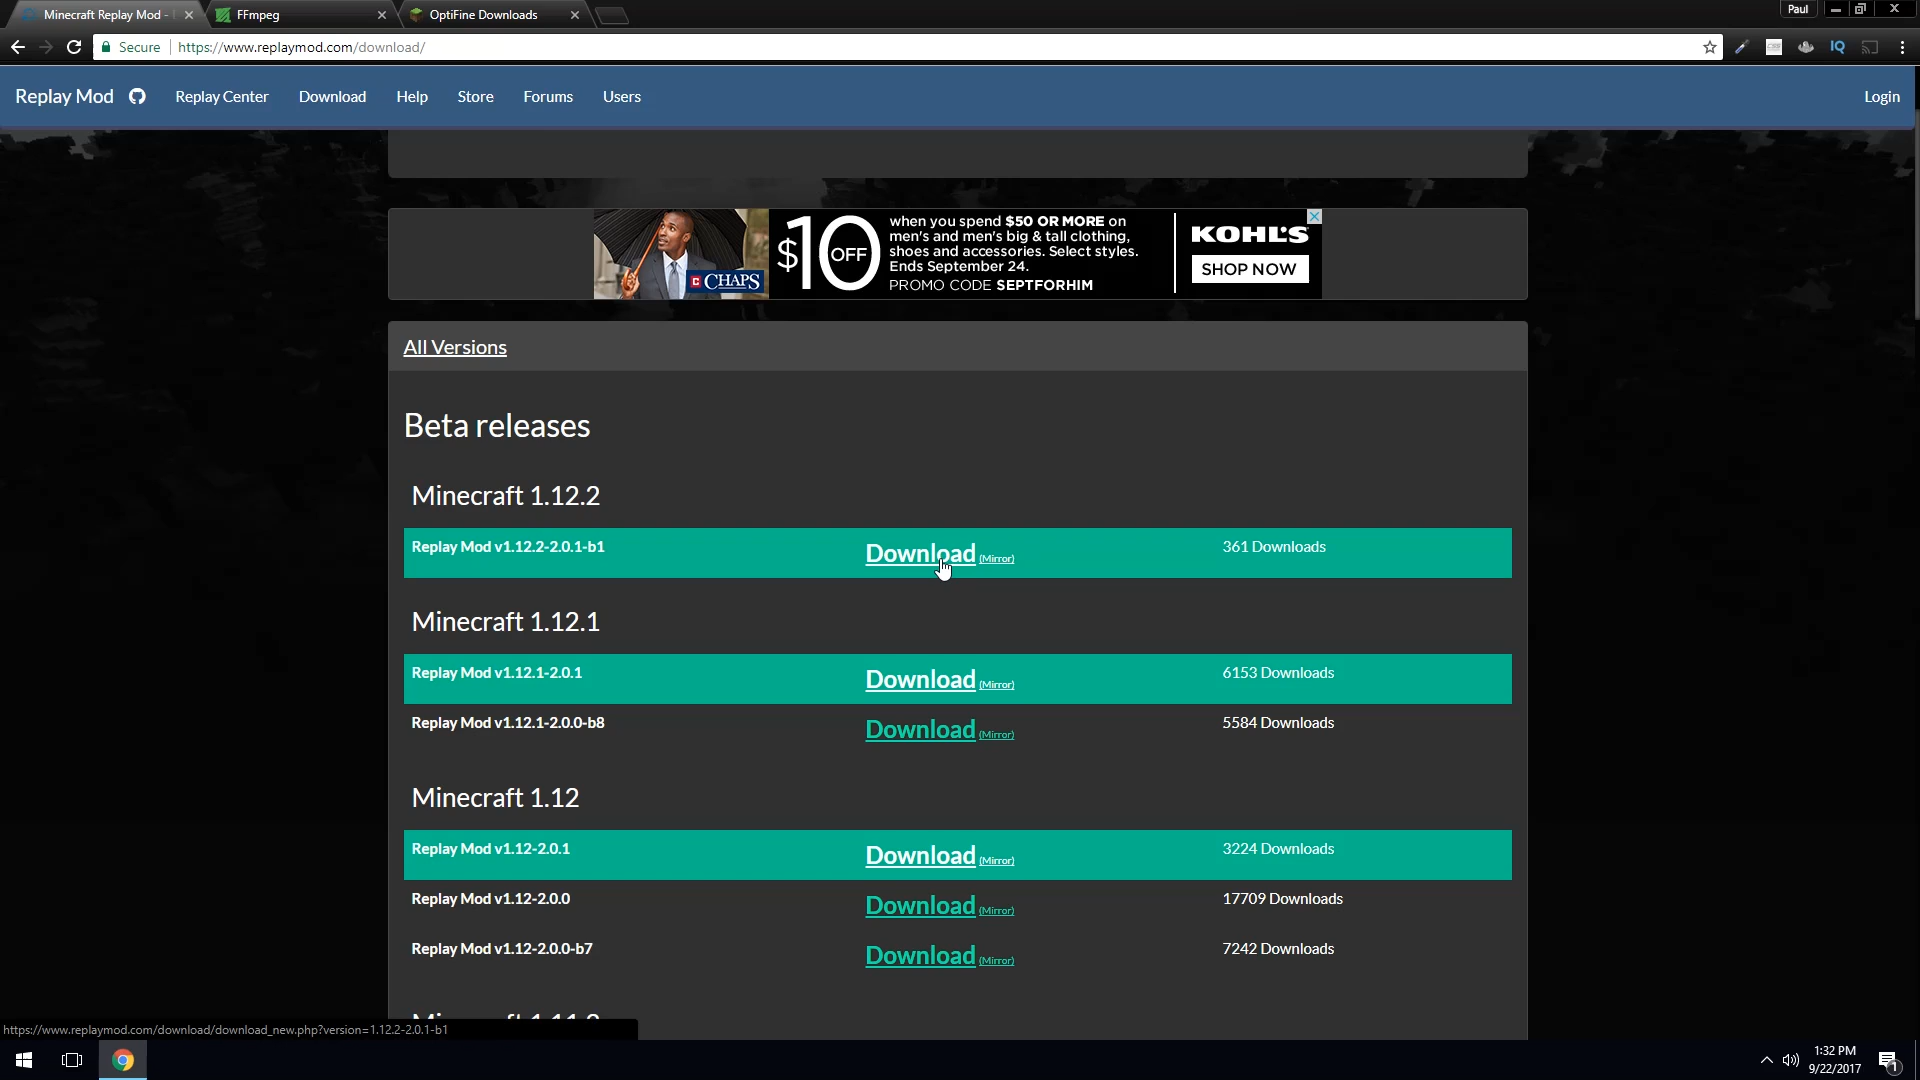 Minecraft Replay Mod -
FFmpeg
OptiFine Downloads
Paul
Secure
https://www.replaymod.com/download/
IQ
Replay Mod
Replay Center
Download
Help
Store
Forums
Users
Login
$10 OFF
when you spend $50 OR MORE on
men's and men's big & tall clothing,
shoes and accessories. Select styles.
Ends September 24.
PROMO CODE SEPTFORHIM
CHAPS
KOHL'S
SHOP NOW
All Versions
Beta releases
Minecraft 1.12.2
Replay Mod v1.12.2-2.0.1-b1 Download (Mirror) 361 Downloads
Minecraft 1.12.1
Replay Mod v1.12.1-2.0.1 Download (Mirror) 6153 Downloads
Replay Mod v1.12.1-2.0.0-b8 Download (Mirror) 5584 Downloads
Minecraft 1.12
Replay Mod v1.12-2.0.1 Download (Mirror) 3224 Downloads
Replay Mod v1.12-2.0.0 Download (Mirror) 17709 Downloads
Replay Mod v1.12-2.0.0-b7 Download (Mirror) 7242 Downloads
https://www.replaymod.com/download/download_new.php?version=1.12.2-2.0.1-b1
1:32 PM
9/22/2017
1